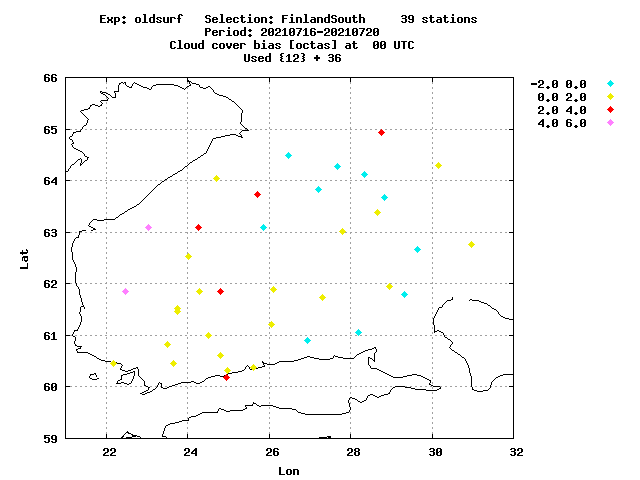 Exp: oldsurf Selection: FinlandSouth 39 stations
Period: 20210716-20210720
Cloud cover bias [octas] at 00 UTC
Used {12} + 36
-2.0 0.0
0.0 2.0
2.0 4.0
4.0 6.0
66
65
64
63
62
61
60
59
Lat
22 24 26 28 30 32
Lon